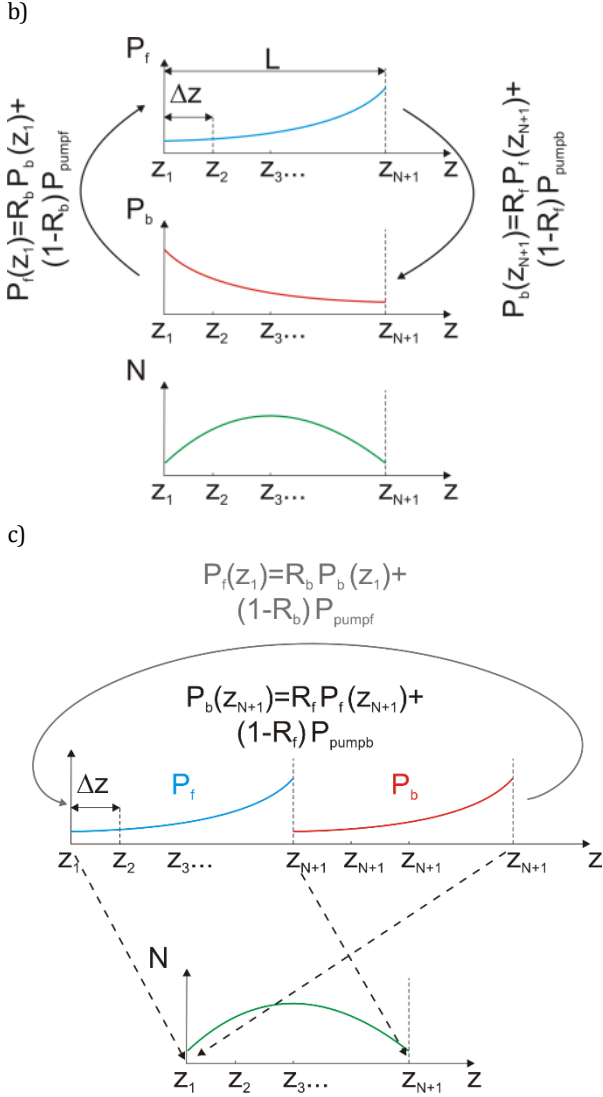 b)
P_f
L
Δz
z_1 z_2 z_3... z_{N+1} z
P_f(z_1)=R_b P_b(z_1)+
(1-R_b) P_pumpf
P_b(z_{N+1})=R_f P_f(z_{N+1})+
(1-R_f) P_pumpb
P_b
z_1 z_2 z_3... z_{N+1} z
N
z_1 z_2 z_3... z_{N+1} z
c)
P_f(z_1)=R_b P_b(z_1)+
(1-R_b) P_pumpf
P_b(z_{N+1})=R_f P_f(z_{N+1})+
(1-R_f) P_pumpb
Δz
P_f
P_b
z_1 z_2 z_3... z_{N+1} z_{N+1} z_{N+1} z_{N+1} z
N
z_1 z_2 z_3... z_{N+1} z